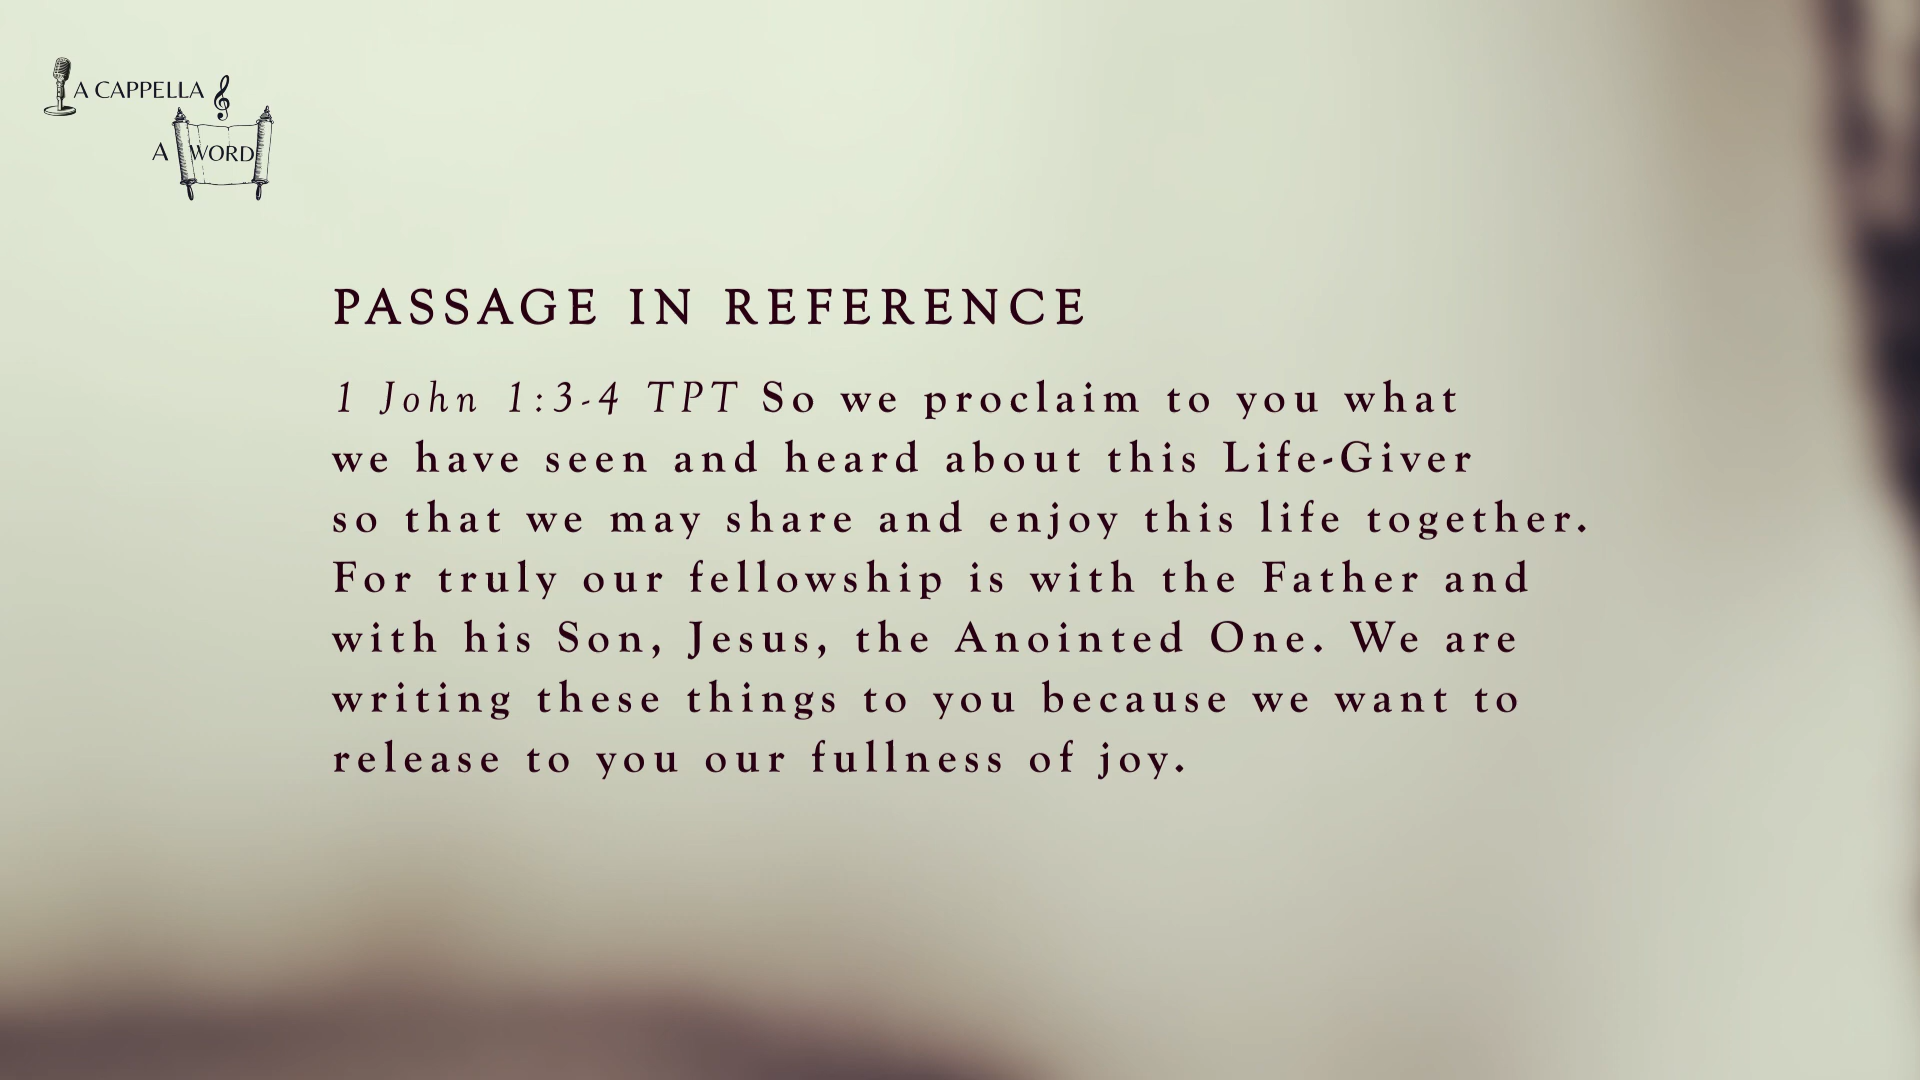 A CAPPELLA
A WORD
PASSAGE IN REFERENCE
1 John 1:3-4 TPT So we proclaim to you what
we have seen and heard about this Life-Giver
so that we may share and enjoy this life together.
For truly our fellowship is with the Father and
with his Son, Jesus, the Anointed One. We are
writing these things to you because we want to
release to you our fullness of joy.